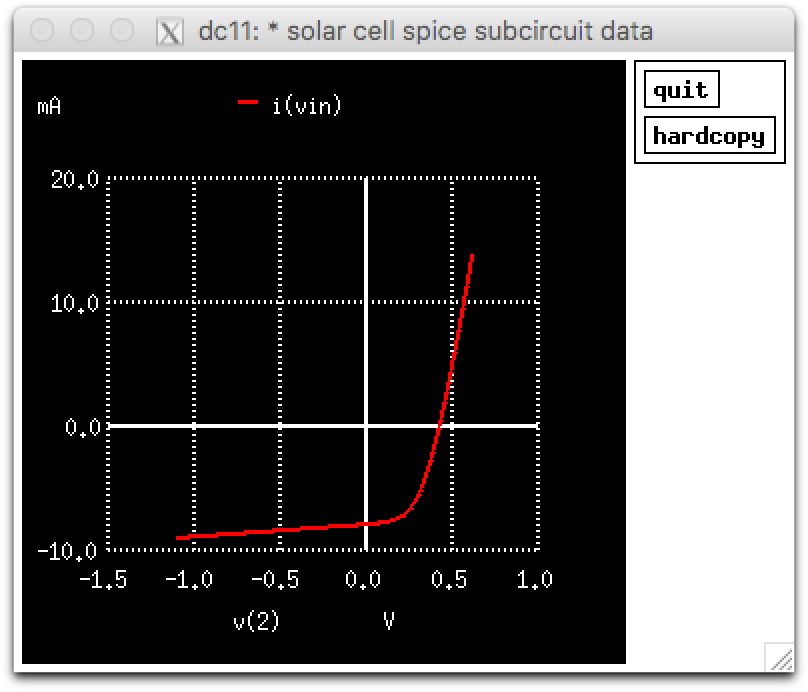 dc11: * solar cell spice subcircuit data
quit
hardcopy
mA
i(vin)
20.0
10.0
0.0
-10.0
-1.5 -1.0 -0.5 0.0 0.5 1.0
v(2) V